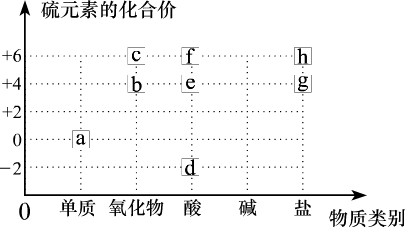 硫元素的化合价
+6 c f h
+4 b e g
+2
0 a
−2 d
0 单质 氧化物 酸 碱 盐 物质类别